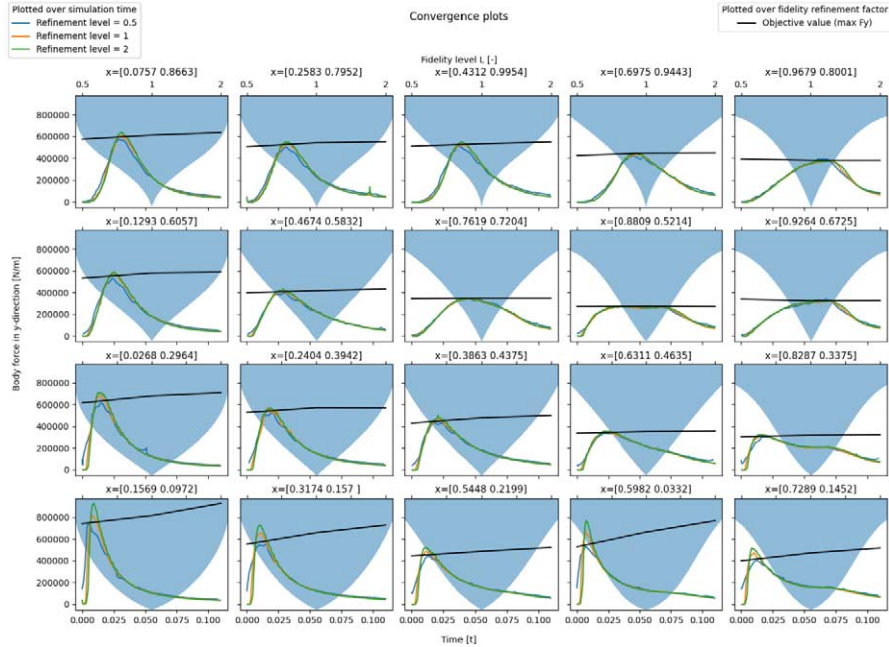 Plotted over simulation time
Refinement level = 0.5
Refinement level = 1
Refinement level = 2
Convergence plots
Plotted over fidelity refinement factor
Objective value (max Fy)
Fidelity level L [-]
x=[0.0757 0.8663] x=[0.2583 0.7952] x=[0.4312 0.9954] x=[0.6975 0.9443] x=[0.9679 0.8001]
0.5 1 2 0.5 1 2 0.5 1 2 0.5 1 2 0.5 1 2
800000
600000
400000
200000
0
x=[0.1293 0.6057] x=[0.4674 0.5832] x=[0.7619 0.7204] x=[0.8809 0.5214] x=[0.9264 0.6725]
800000
600000
400000
200000
0
Body force in y-direction [N/m]
x=[0.0268 0.2964] x=[0.2404 0.3942] x=[0.3863 0.4375] x=[0.6311 0.4635] x=[0.8287 0.3375]
800000
600000
400000
200000
0
x=[0.1569 0.0972] x=[0.3174 0.157 ] x=[0.5448 0.2199] x=[0.5982 0.0332] x=[0.7289 0.1452]
800000
600000
400000
200000
0
0.000 0.025 0.050 0.075 0.100 0.000 0.025 0.050 0.075 0.100 0.000 0.025 0.050 0.075 0.100 0.000 0.025 0.050 0.075 0.100 0.000 0.025 0.050 0.075 0.100
Time [t]